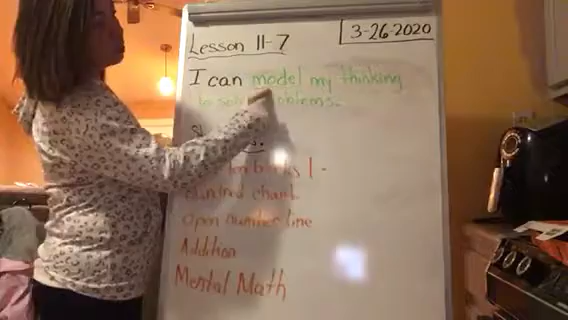 Lesson 11-7
3-26-2020
I can model my thinking
to solve problems.
blocks | -
hundred chart
Open number line
Addition
Mental Math